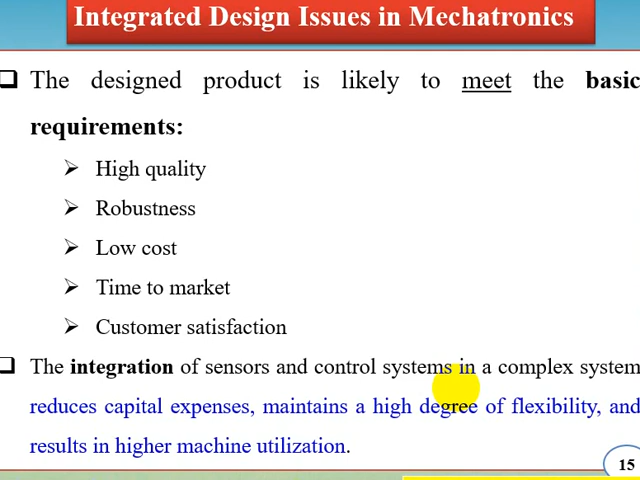 Integrated Design Issues in Mechatronics
The designed product is likely to meet the basic
requirements:
High quality
Robustness
Low cost
Time to market
Customer satisfaction
The integration of sensors and control systems in a complex system
reduces capital expenses, maintains a high degree of flexibility, and
results in higher machine utilization.
15